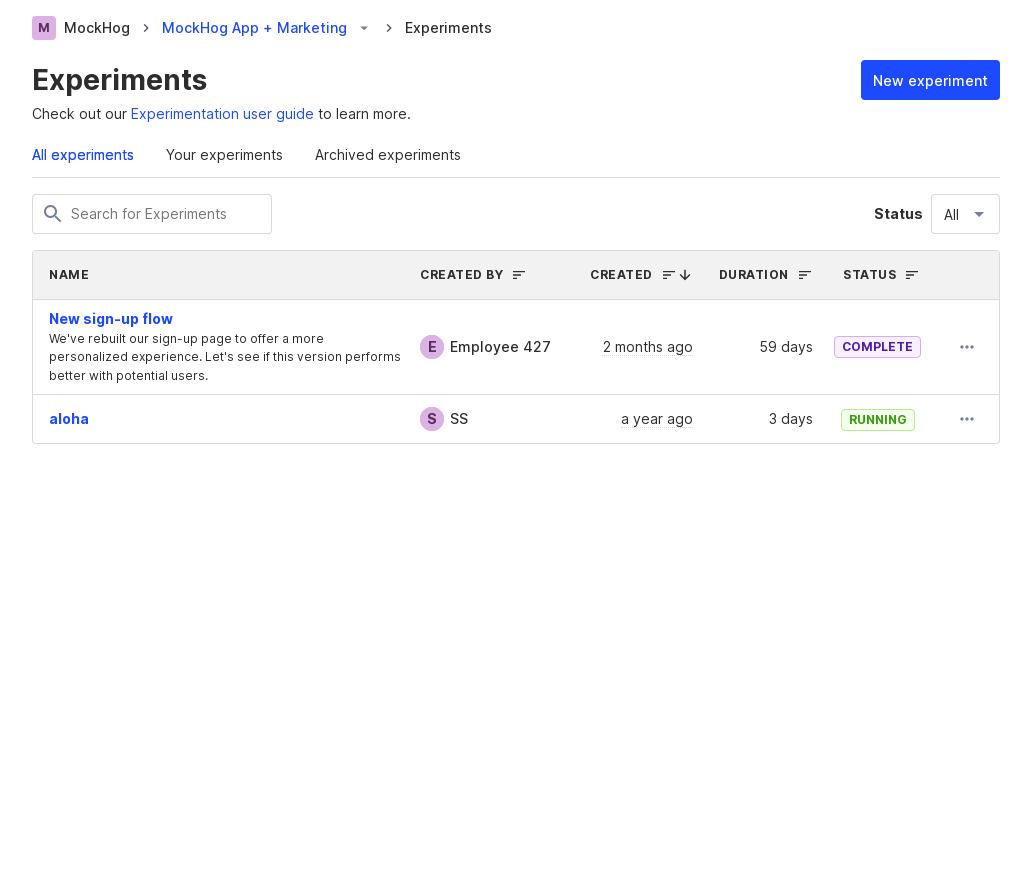 M MockHog MockHog App + Marketing Experiments
Experiments
New experiment
Check out our Experimentation user guide to learn more.
All experiments Your experiments Archived experiments
Search for Experiments Status All
NAME CREATED BY CREATED DURATION STATUS
New sign-up flow
We've rebuilt our sign-up page to offer a more
personalized experience. Let's see if this version performs
better with potential users.
E Employee 427 2 months ago 59 days COMPLETE
aloha S SS a year ago 3 days RUNNING